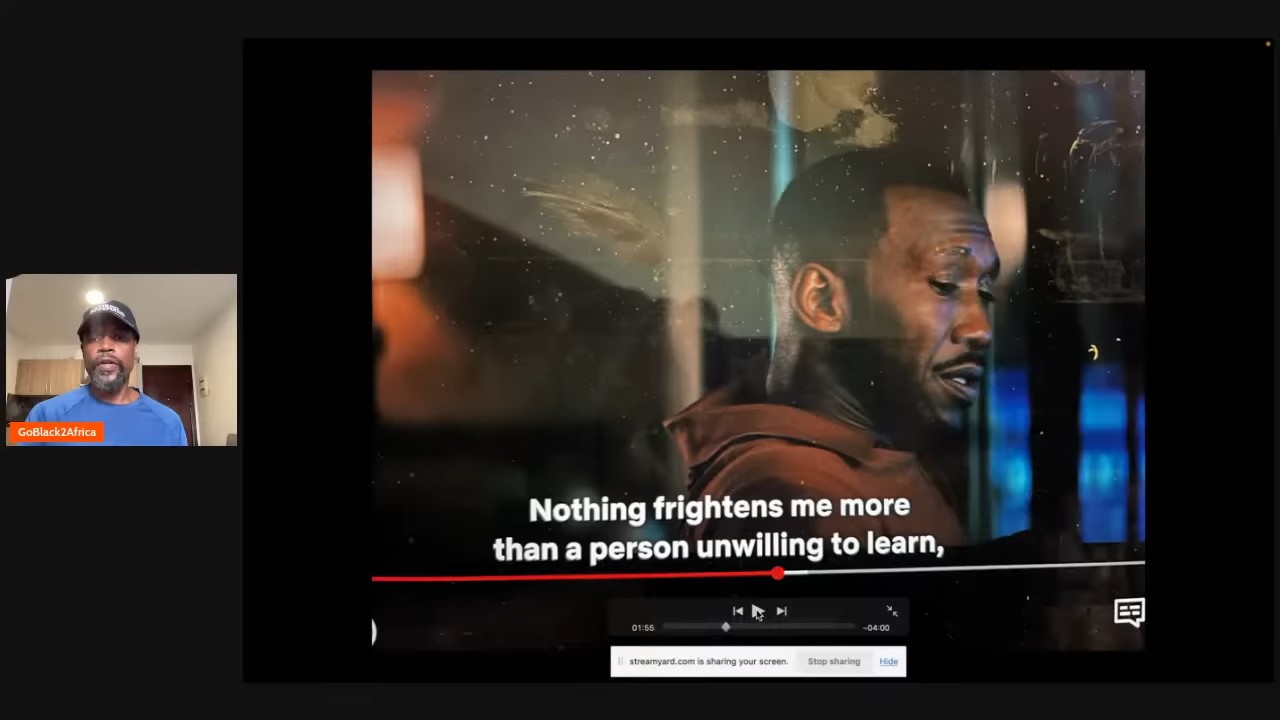 GoBlack2Africa
Nothing frightens me more
than a person unwilling to learn,
01:56
-04:00
streamyard.com is sharing your screen.
Stop sharing
Hide